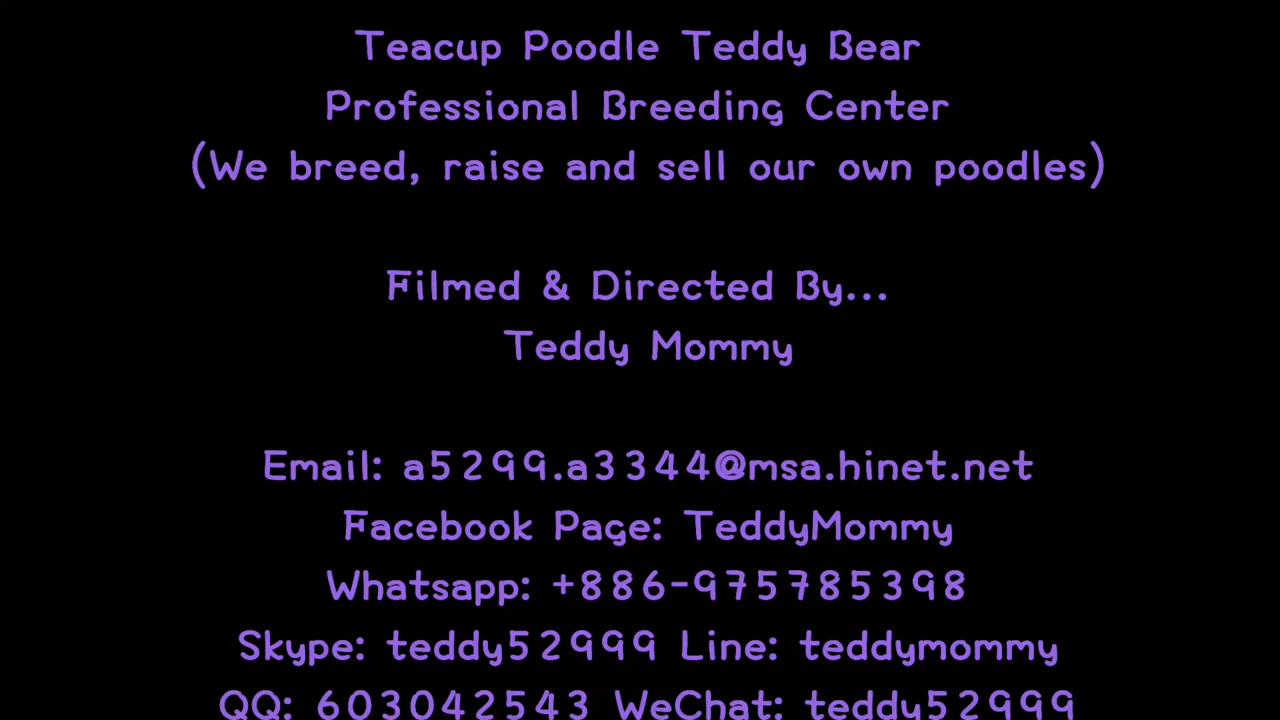 Teacup Poodle Teddy Bear
Professional Breeding Center
(We breed, raise and sell our own poodles)
Filmed & Directed By...
Teddy Mommy
Email: a5299.a3344@msa.hinet.net
Facebook Page: TeddyMommy
Whatsapp: +886-975785398
Skype: teddy52999 Line: teddymommy
QQ: 603042543 WeChat: teddy52999